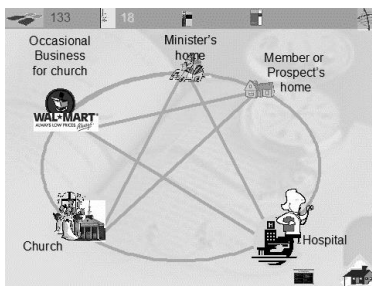 133
18
Occasional
Business
for church
Minister's
home
Member or
Prospect's
home
WAL★MART
ALWAYS LOW PRICES
Church
Hospital